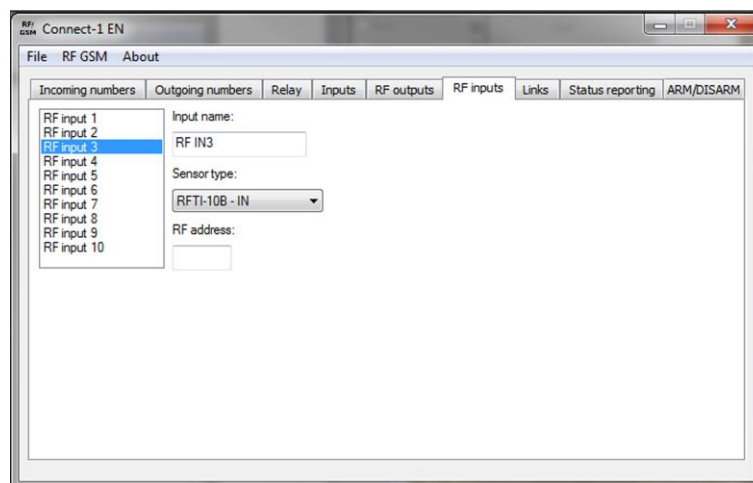 RF/GSM Connect-1 EN
File RF GSM About
Incoming numbers Outgoing numbers Relay Inputs RF outputs RF inputs Links Status reporting ARM/DISARM
RF input 1
RF input 2
RF input 3
RF input 4
RF input 5
RF input 6
RF input 7
RF input 8
RF input 9
RF input 10
Input name:
RF IN3
Sensor type:
RFTI-10B - IN
RF address: